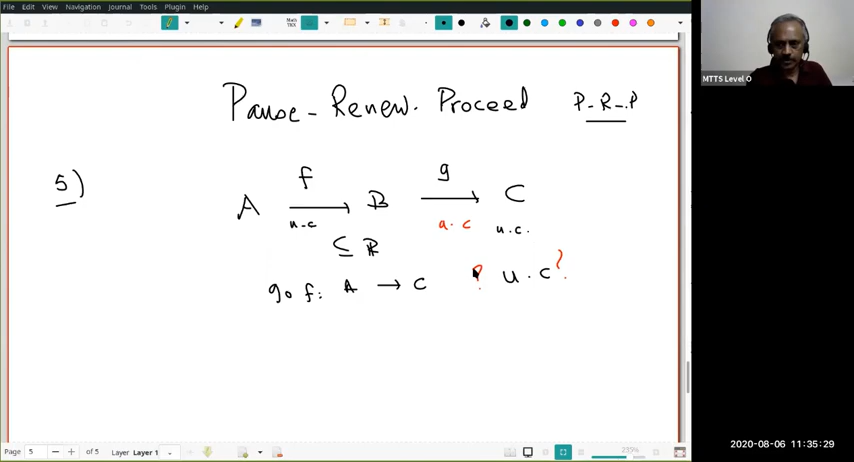 File Edit View Navigation Journal Tools Plugin Help
Pause - Renew. Proceed P-R-.P
MTTS Level O
5)
A f B g C
u.c u.c u.c.
⊆ ℝ
g∘f: A → C ? u.c ?
Page 5 of 5 Layer Layer 1 235%
2020-08-06 11:35:29